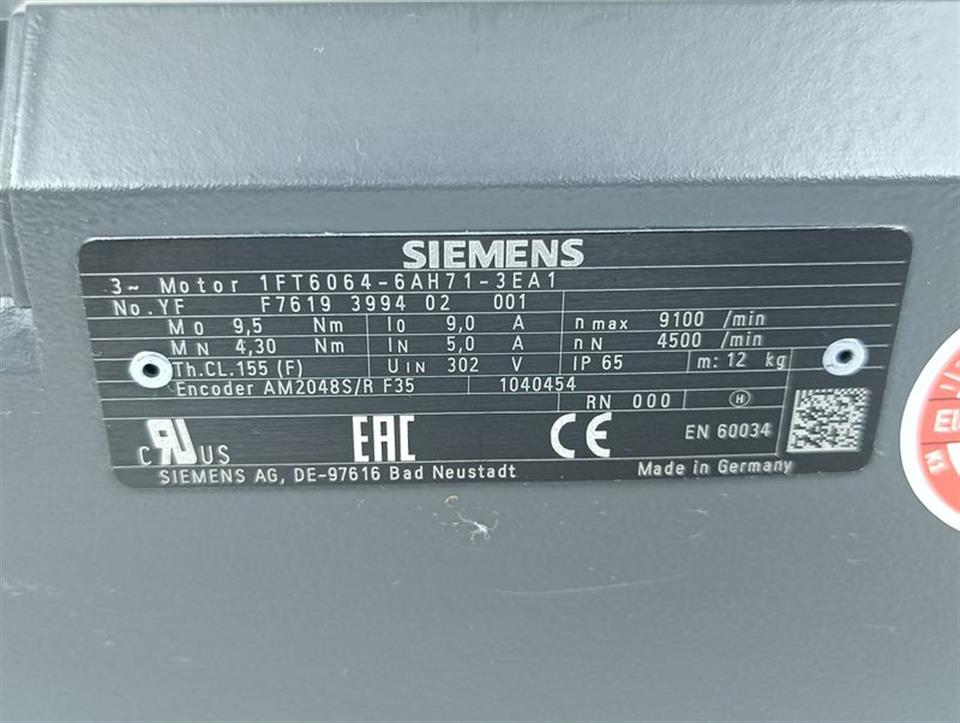 SIEMENS
3~ Motor 1FT6064-6AH71-3EA1
No.YF F7619 3994 02 001
M0 9,5 Nm I0 9,0 A n max 9100 /min
MN 4,30 Nm IN 5,0 A nN 4500 /min
Th.CL.155 (F) UIN 302 V IP 65 m: 12 kg
Encoder AM2048S/R F35 1040454
RN 000 H
C RU US EAC CE EN 60034
SIEMENS AG, DE-97616 Bad Neustadt Made in Germany